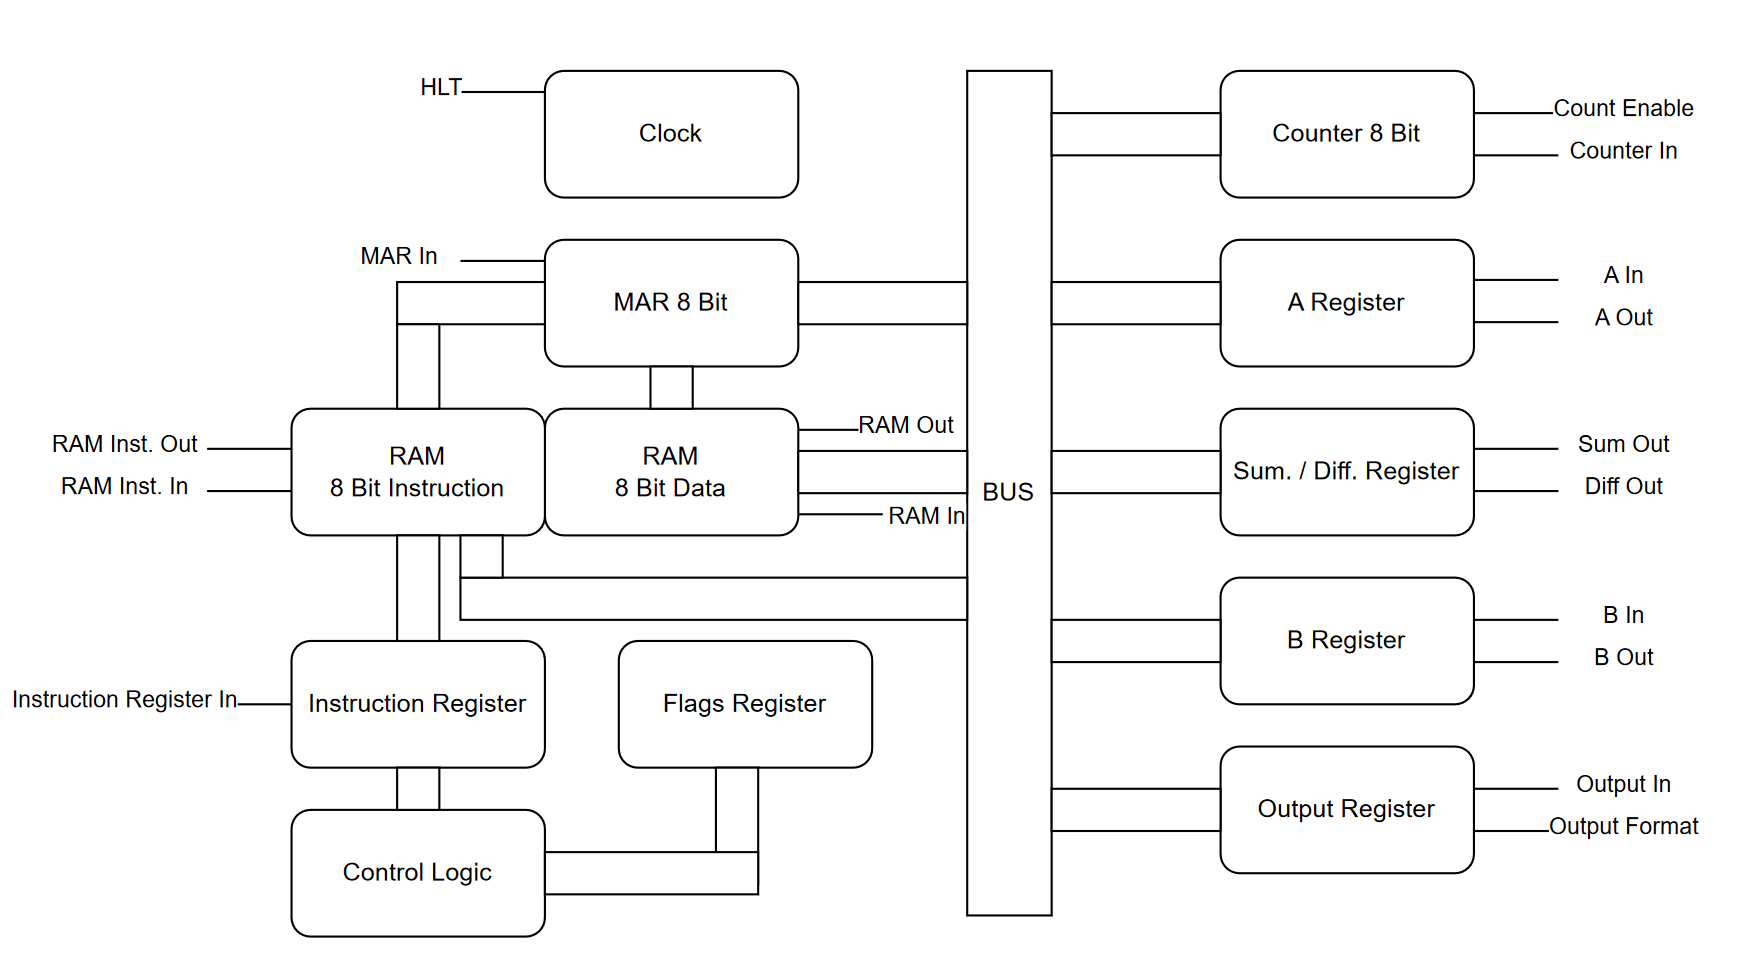 HLT
Clock
Counter 8 Bit
Count Enable
Counter In
MAR In
MAR 8 Bit
A Register
A In
A Out
RAM Inst. Out
RAM Inst. In
RAM
8 Bit Instruction
RAM
8 Bit Data
RAM Out
RAM In
BUS
Sum. / Diff. Register
Sum Out
Diff Out
B Register
B In
B Out
Instruction Register In
Instruction Register
Flags Register
Output Register
Output In
Output Format
Control Logic